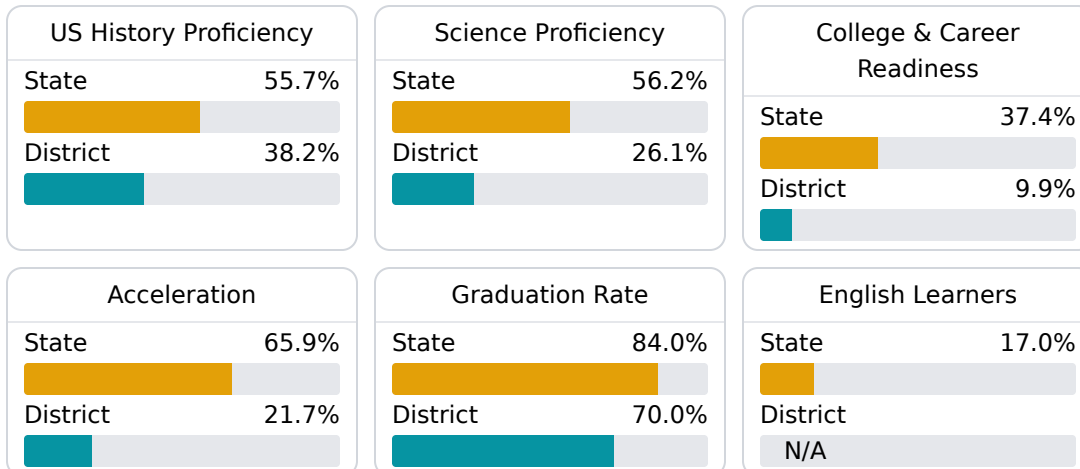 US History Proficiency
State 55.7%
District 38.2%
Science Proficiency
State 56.2%
District 26.1%
College & Career
Readiness
State 37.4%
District 9.9%
Acceleration
State 65.9%
District 21.7%
Graduation Rate
State 84.0%
District 70.0%
English Learners
State 17.0%
District
N/A